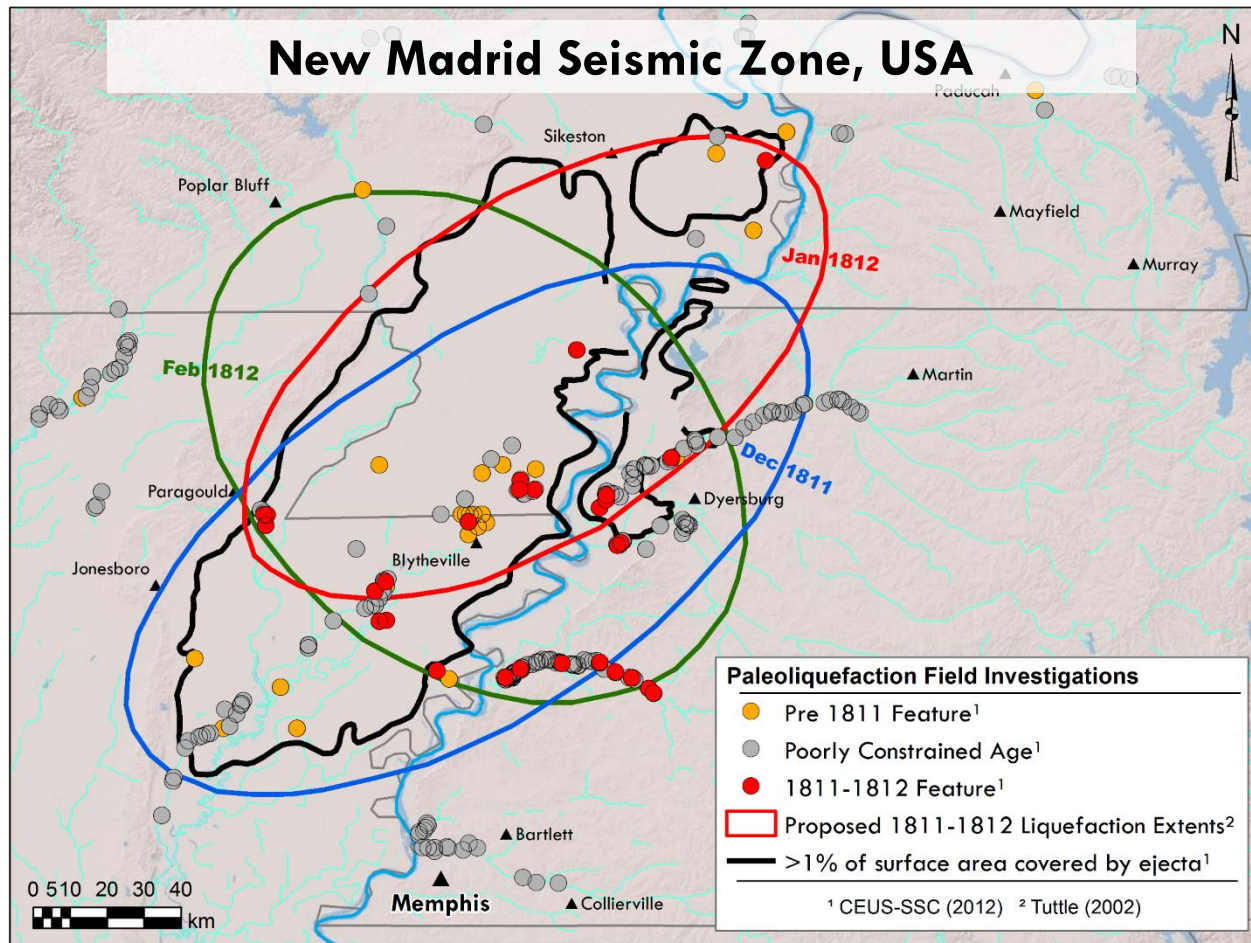 New Madrid Seismic Zone, USA
N
Paducah
Sikeston
Poplar Bluff
Mayfield
Jan 1812
Murray
Feb 1812
Martin
Dec 1811
Paragould
Dyersburg
Blytheville
Jonesboro
Paleoliquefaction Field Investigations
Pre 1811 Feature¹
Poorly Constrained Age¹
1811-1812 Feature¹
Proposed 1811-1812 Liquefaction Extents²
>1% of surface area covered by ejecta¹
¹ CEUS-SSC (2012) ² Tuttle (2002)
Bartlett
Memphis
Collierville
0 5 10 20 30 40
km